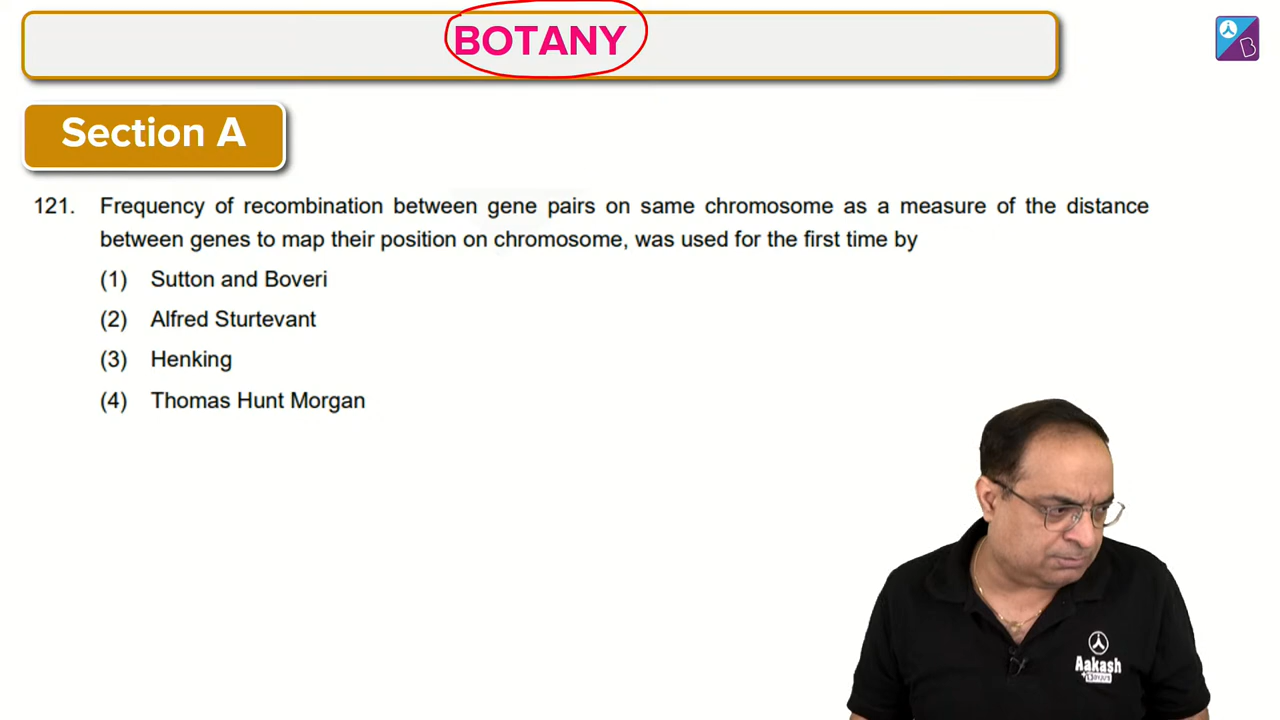 BOTANY
B
Section A
121. Frequency of recombination between gene pairs on same chromosome as a measure of the distance
between genes to map their position on chromosome, was used for the first time by
(1) Sutton and Boveri
(2) Alfred Sturtevant
(3) Henking
(4) Thomas Hunt Morgan
Aakash